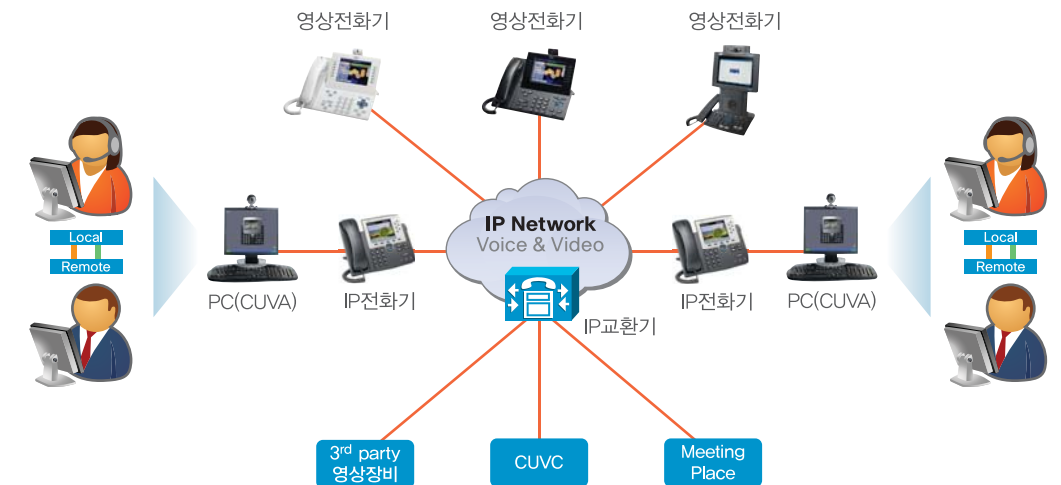 영상전화기
영상전화기
영상전화기
IP Network
Voice & Video
Local
Remote
Local
Remote
PC(CUVA)
IP전화기
IP전화기
PC(CUVA)
IP교환기
3rd party
영상장비
CUVC
Meeting
Place